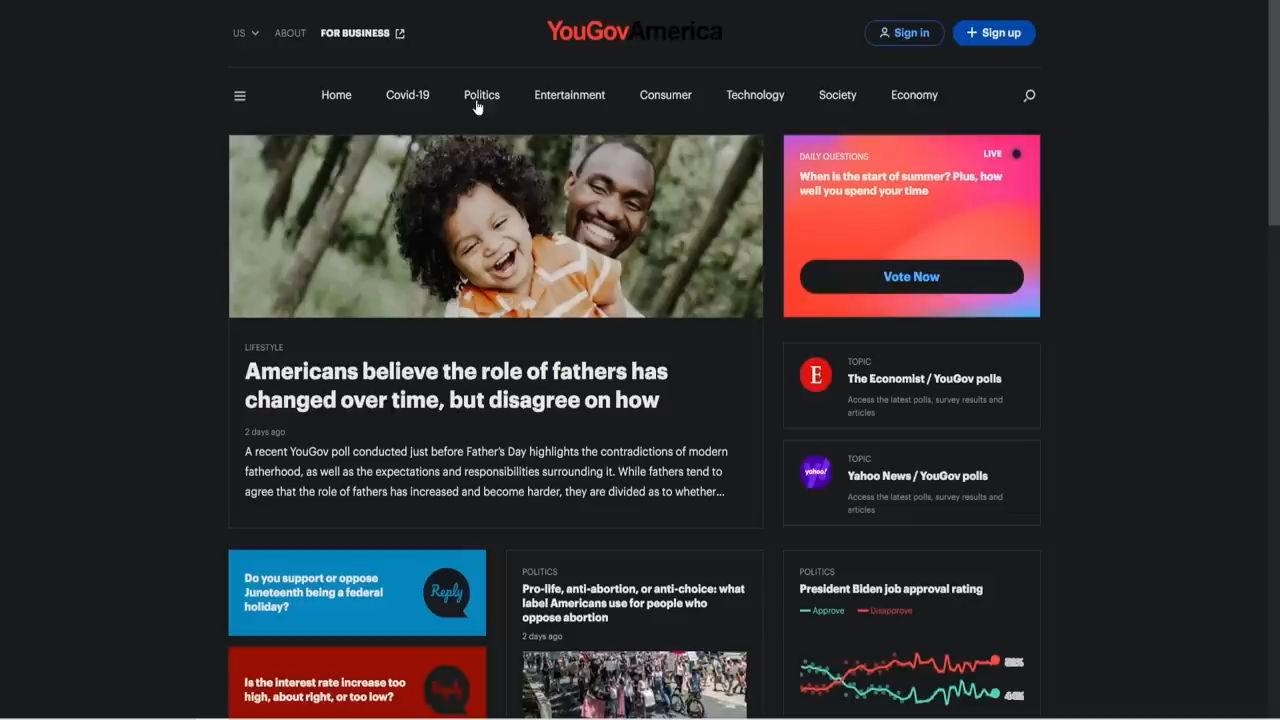 US ABOUT FOR BUSINESS
YouGovAmerica
Sign in
Sign up
Home Covid-19 Politics Entertainment Consumer Technology Society Economy
LIFESTYLE
Americans believe the role of fathers has
changed over time, but disagree on how
2 days ago
A recent YouGov poll conducted just before Father's Day highlights the contradictions of modern
fatherhood, as well as the expectations and responsibilities surrounding it. While fathers tend to
agree that the role of fathers has increased and become harder, they are divided as to whether...
DAILY QUESTIONS
LIVE
When is the start of summer? Plus, how
well you spend your time
Vote Now
E
TOPIC
The Economist / YouGov polls
Access the latest polls, survey results and
articles
yahoo!
TOPIC
Yahoo News / YouGov polls
Access the latest polls, survey results and
articles
Do you support or oppose
Juneteenth being a federal
holiday?
Reply
Is the interest rate increase too
high, about right, or too low?
Reply
POLITICS
Pro-life, anti-abortion, or anti-choice: what
label Americans use for people who
oppose abortion
2 days ago
POLITICS
President Biden job approval rating
Approve Disapprove